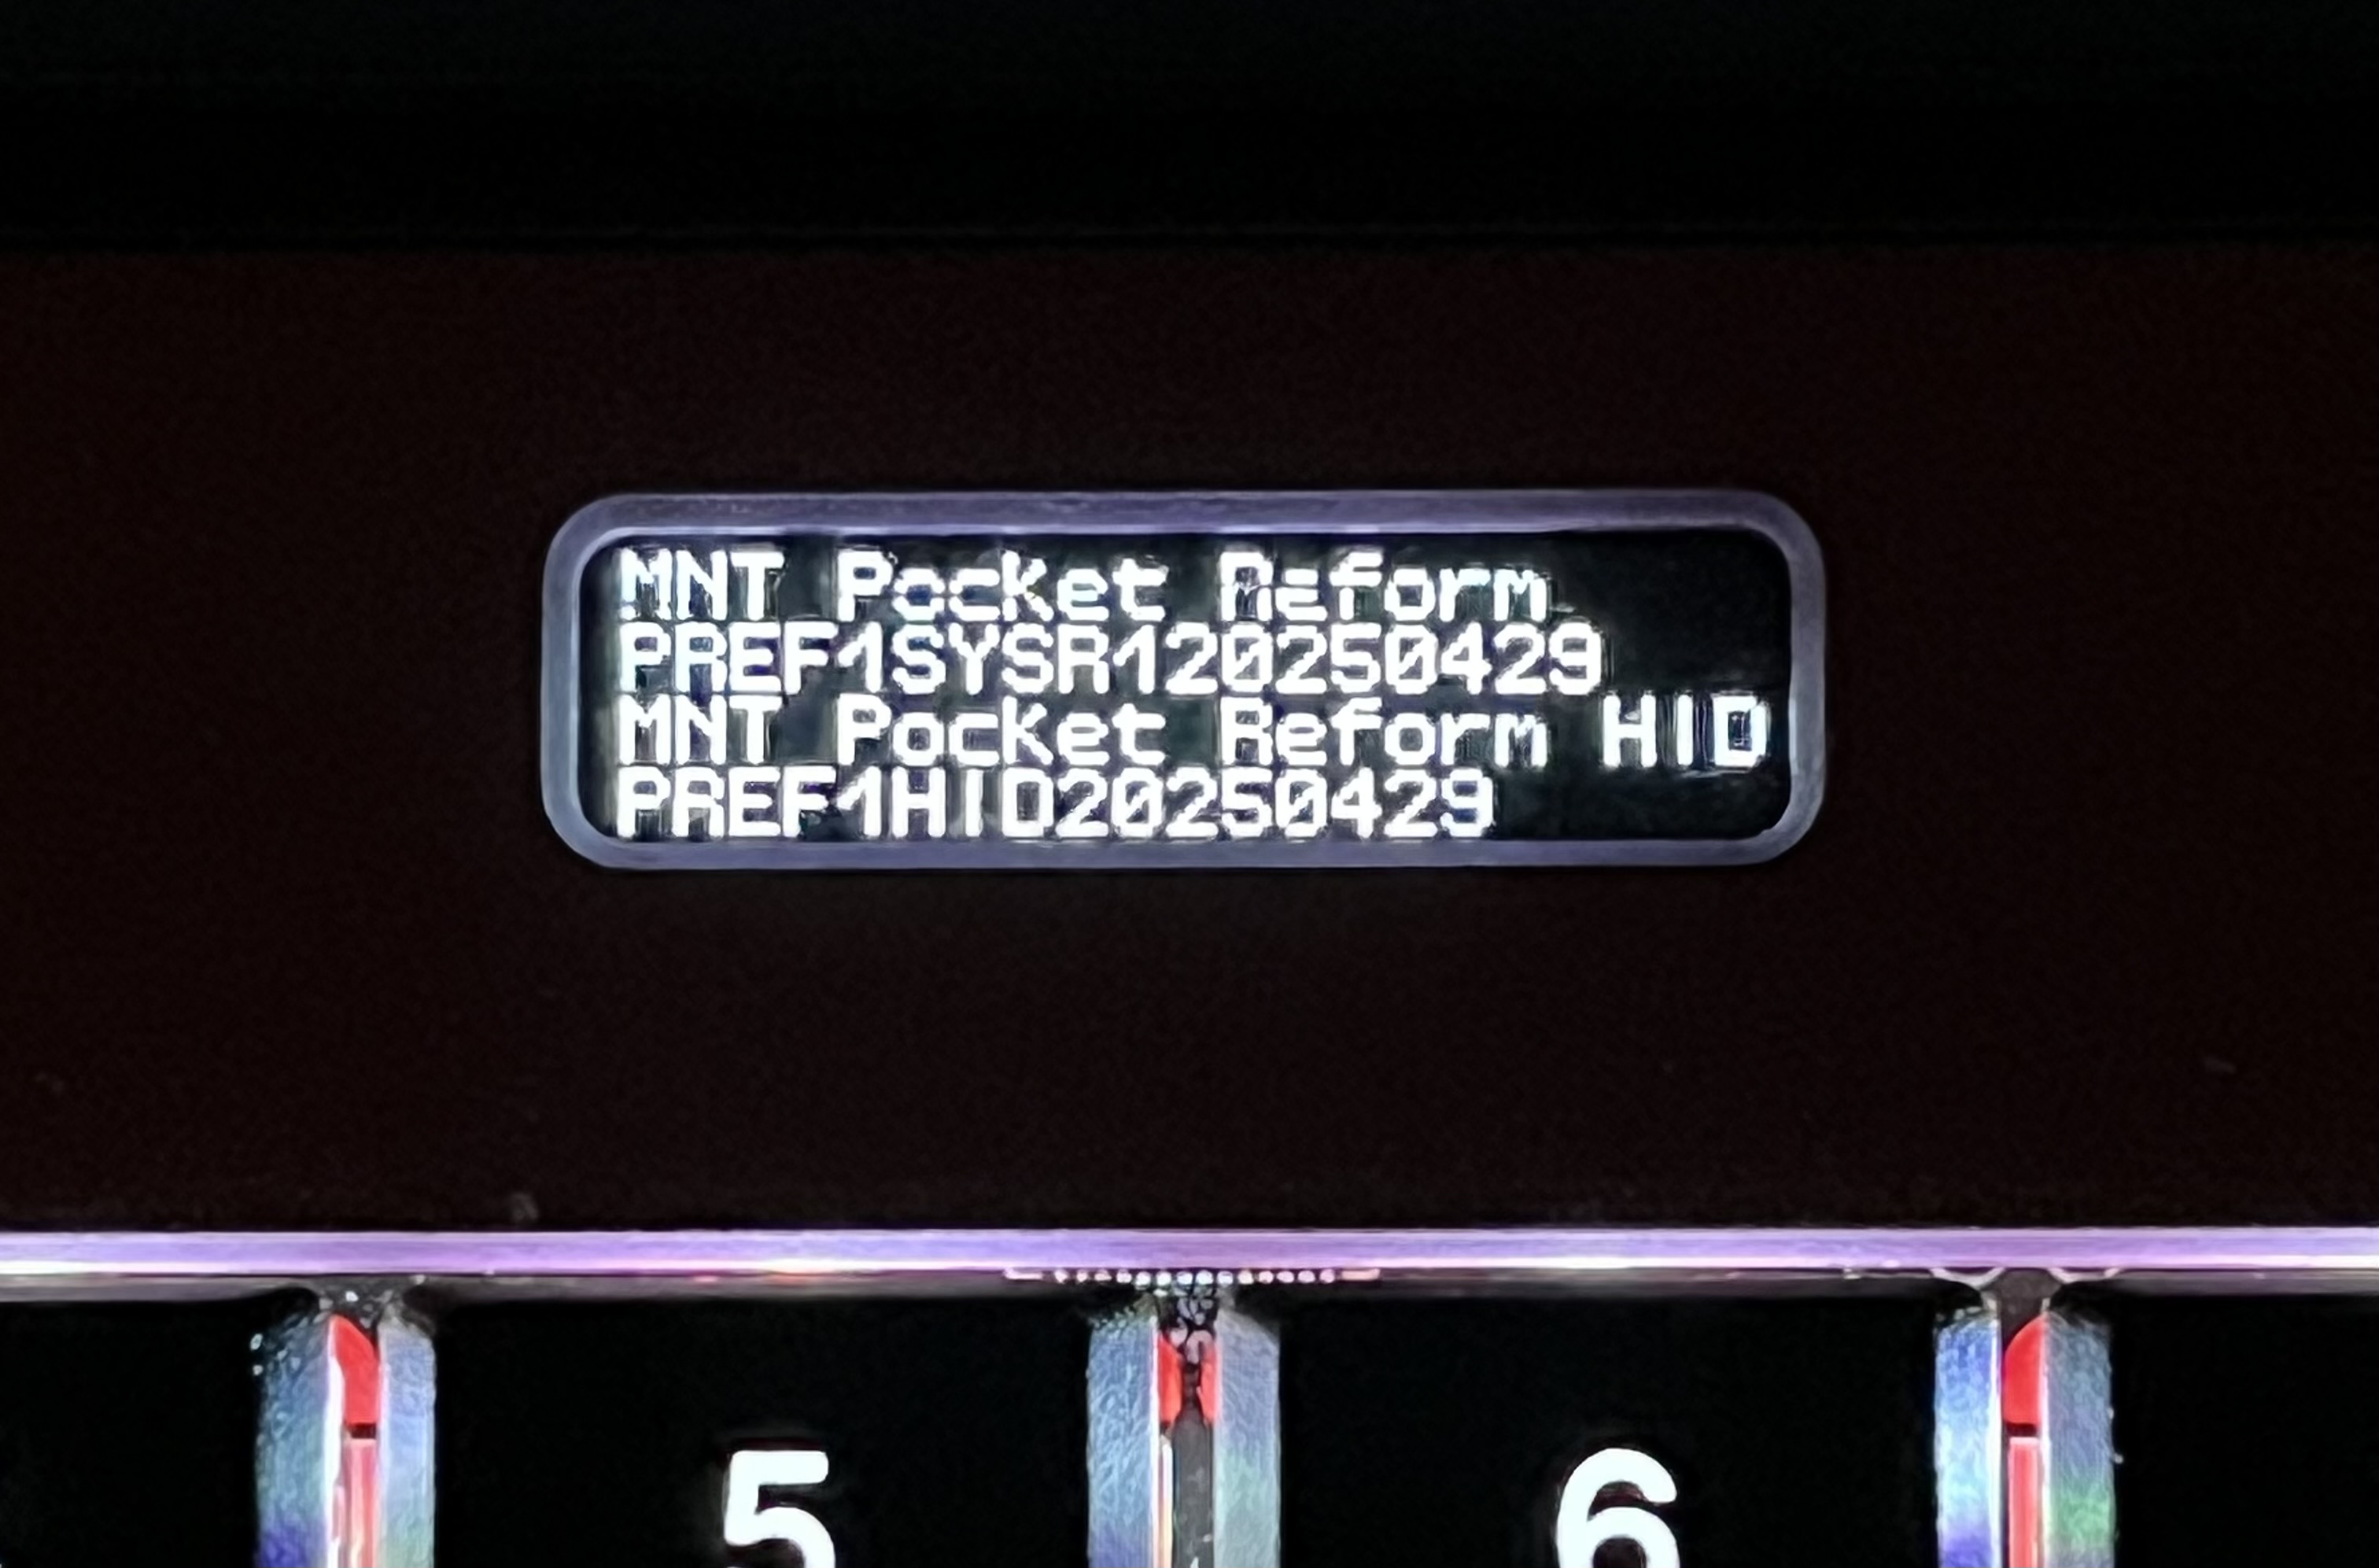 MNT Pocket Reform
PREF1SYSR120250429
MNT Pocket Reform HID
PREF1HID20250429
5 6